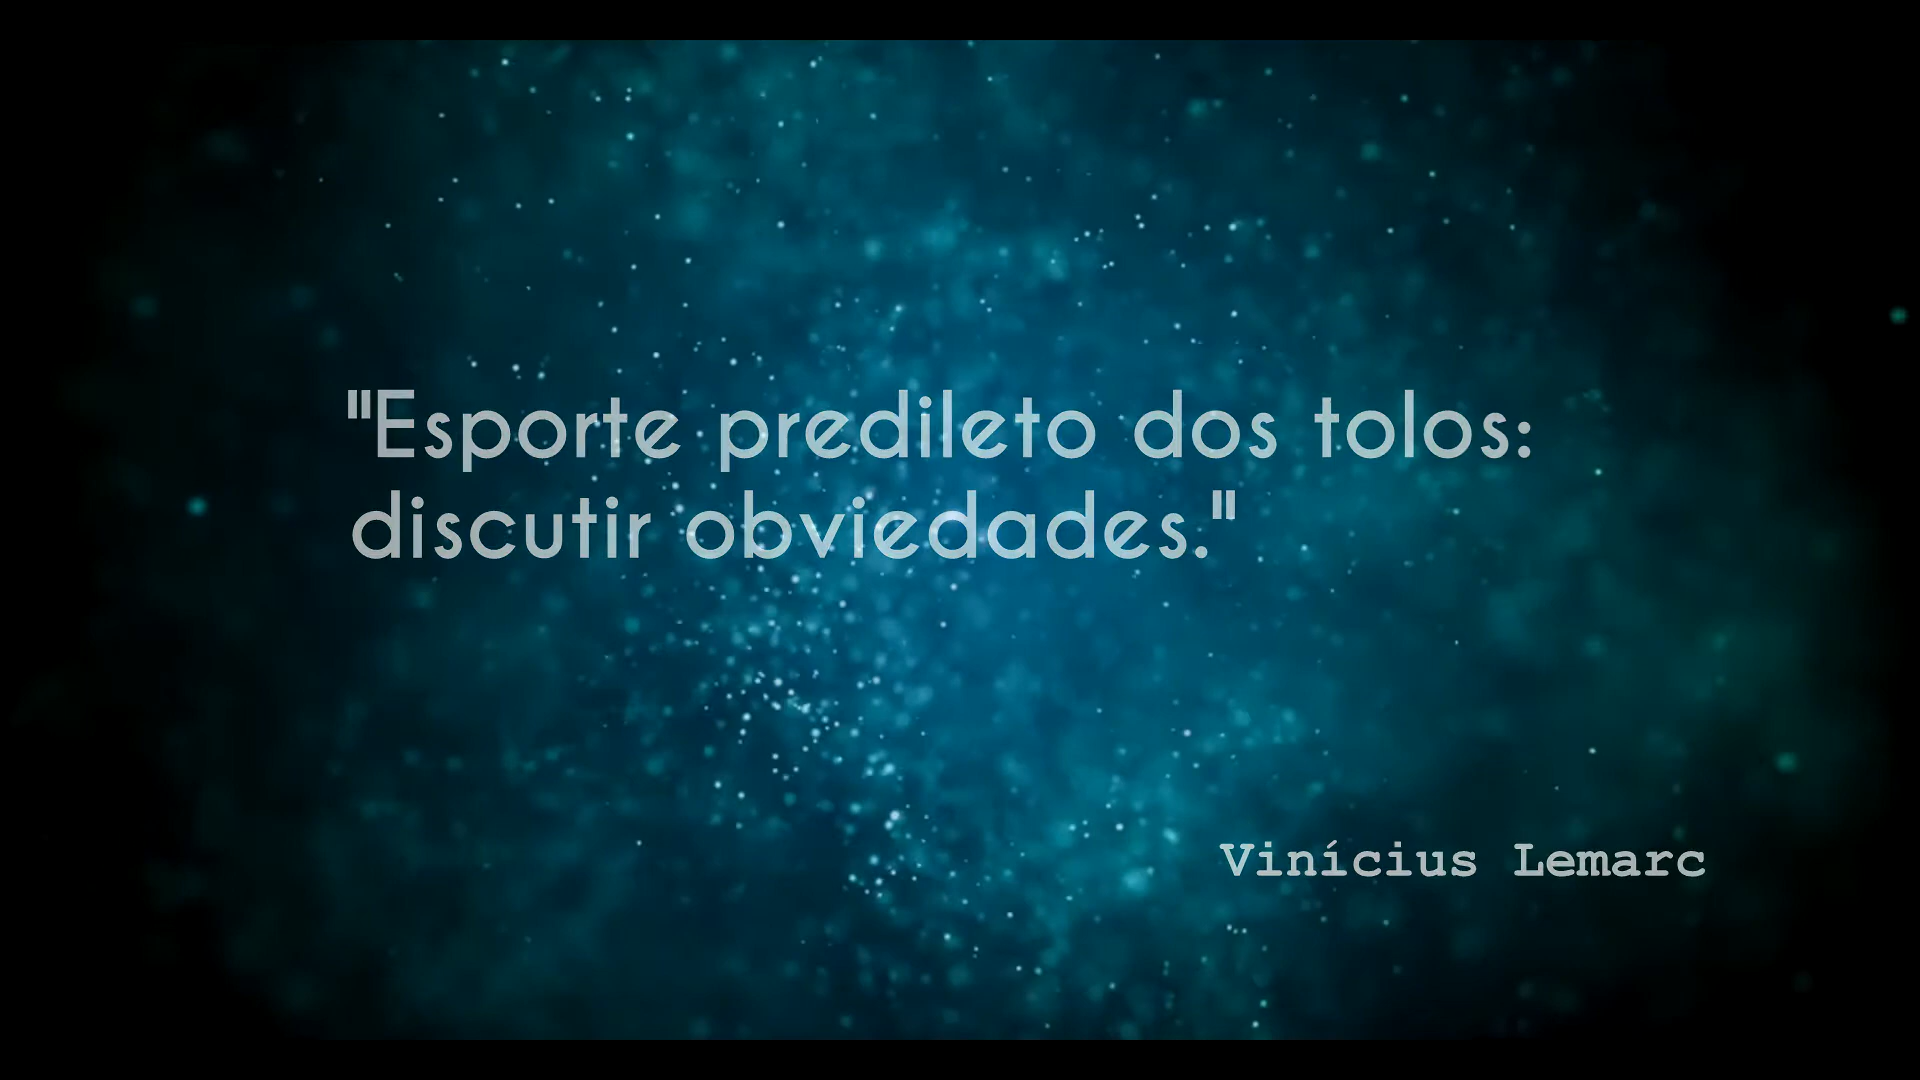 "Esporte predileto dos tolos:
discutir obviedades."
Vinícius Lemarc